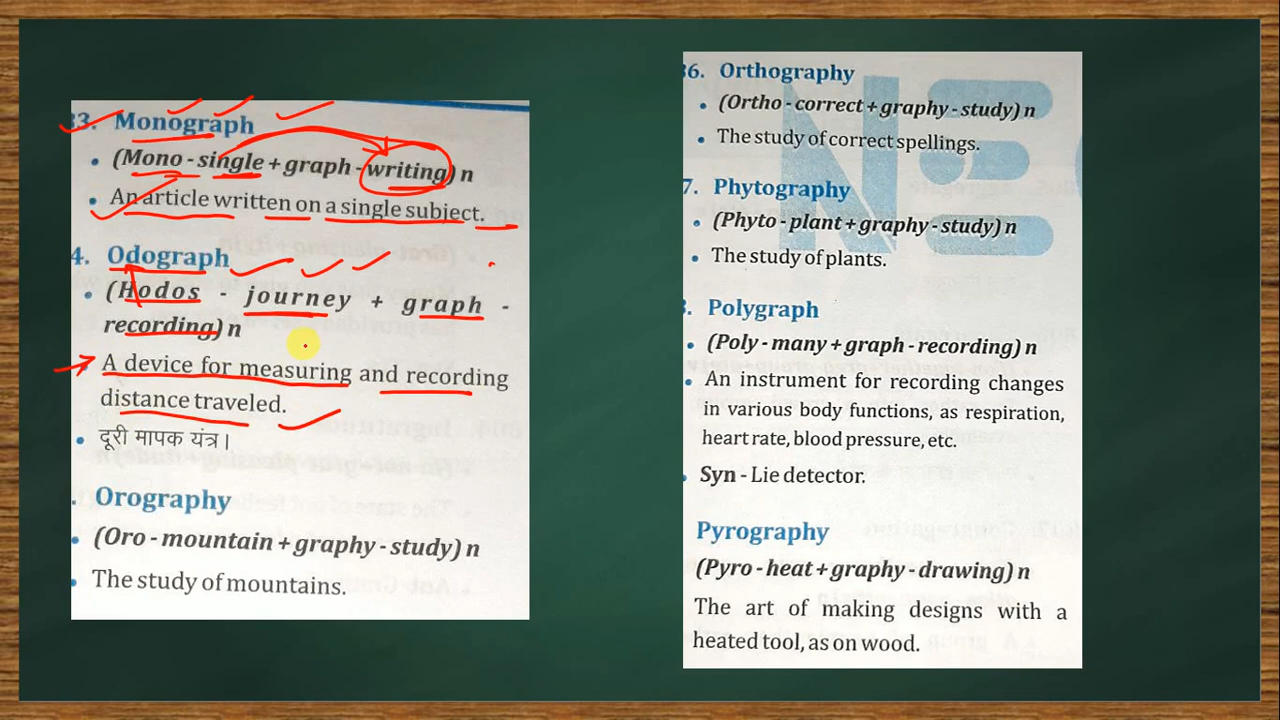 33. Monograph
• (Mono - single + graph - writing) n
• An article written on a single subject.
4. Odograph
• (Hodos - journey + graph -
recording) n
A device for measuring and recording
distance traveled.
• दूरी मापक यंत्र।
. Orography
• (Oro - mountain + graphy - study) n
• The study of mountains.
36. Orthography
• (Ortho - correct + graphy - study) n
• The study of correct spellings.
7. Phytography
• (Phyto - plant + graphy - study) n
• The study of plants.
. Polygraph
• (Poly - many + graph - recording) n
• An instrument for recording changes
in various body functions, as respiration,
heart rate, blood pressure, etc.
• Syn - Lie detector.
Pyrography
(Pyro - heat + graphy - drawing) n
The art of making designs with a
heated tool, as on wood.